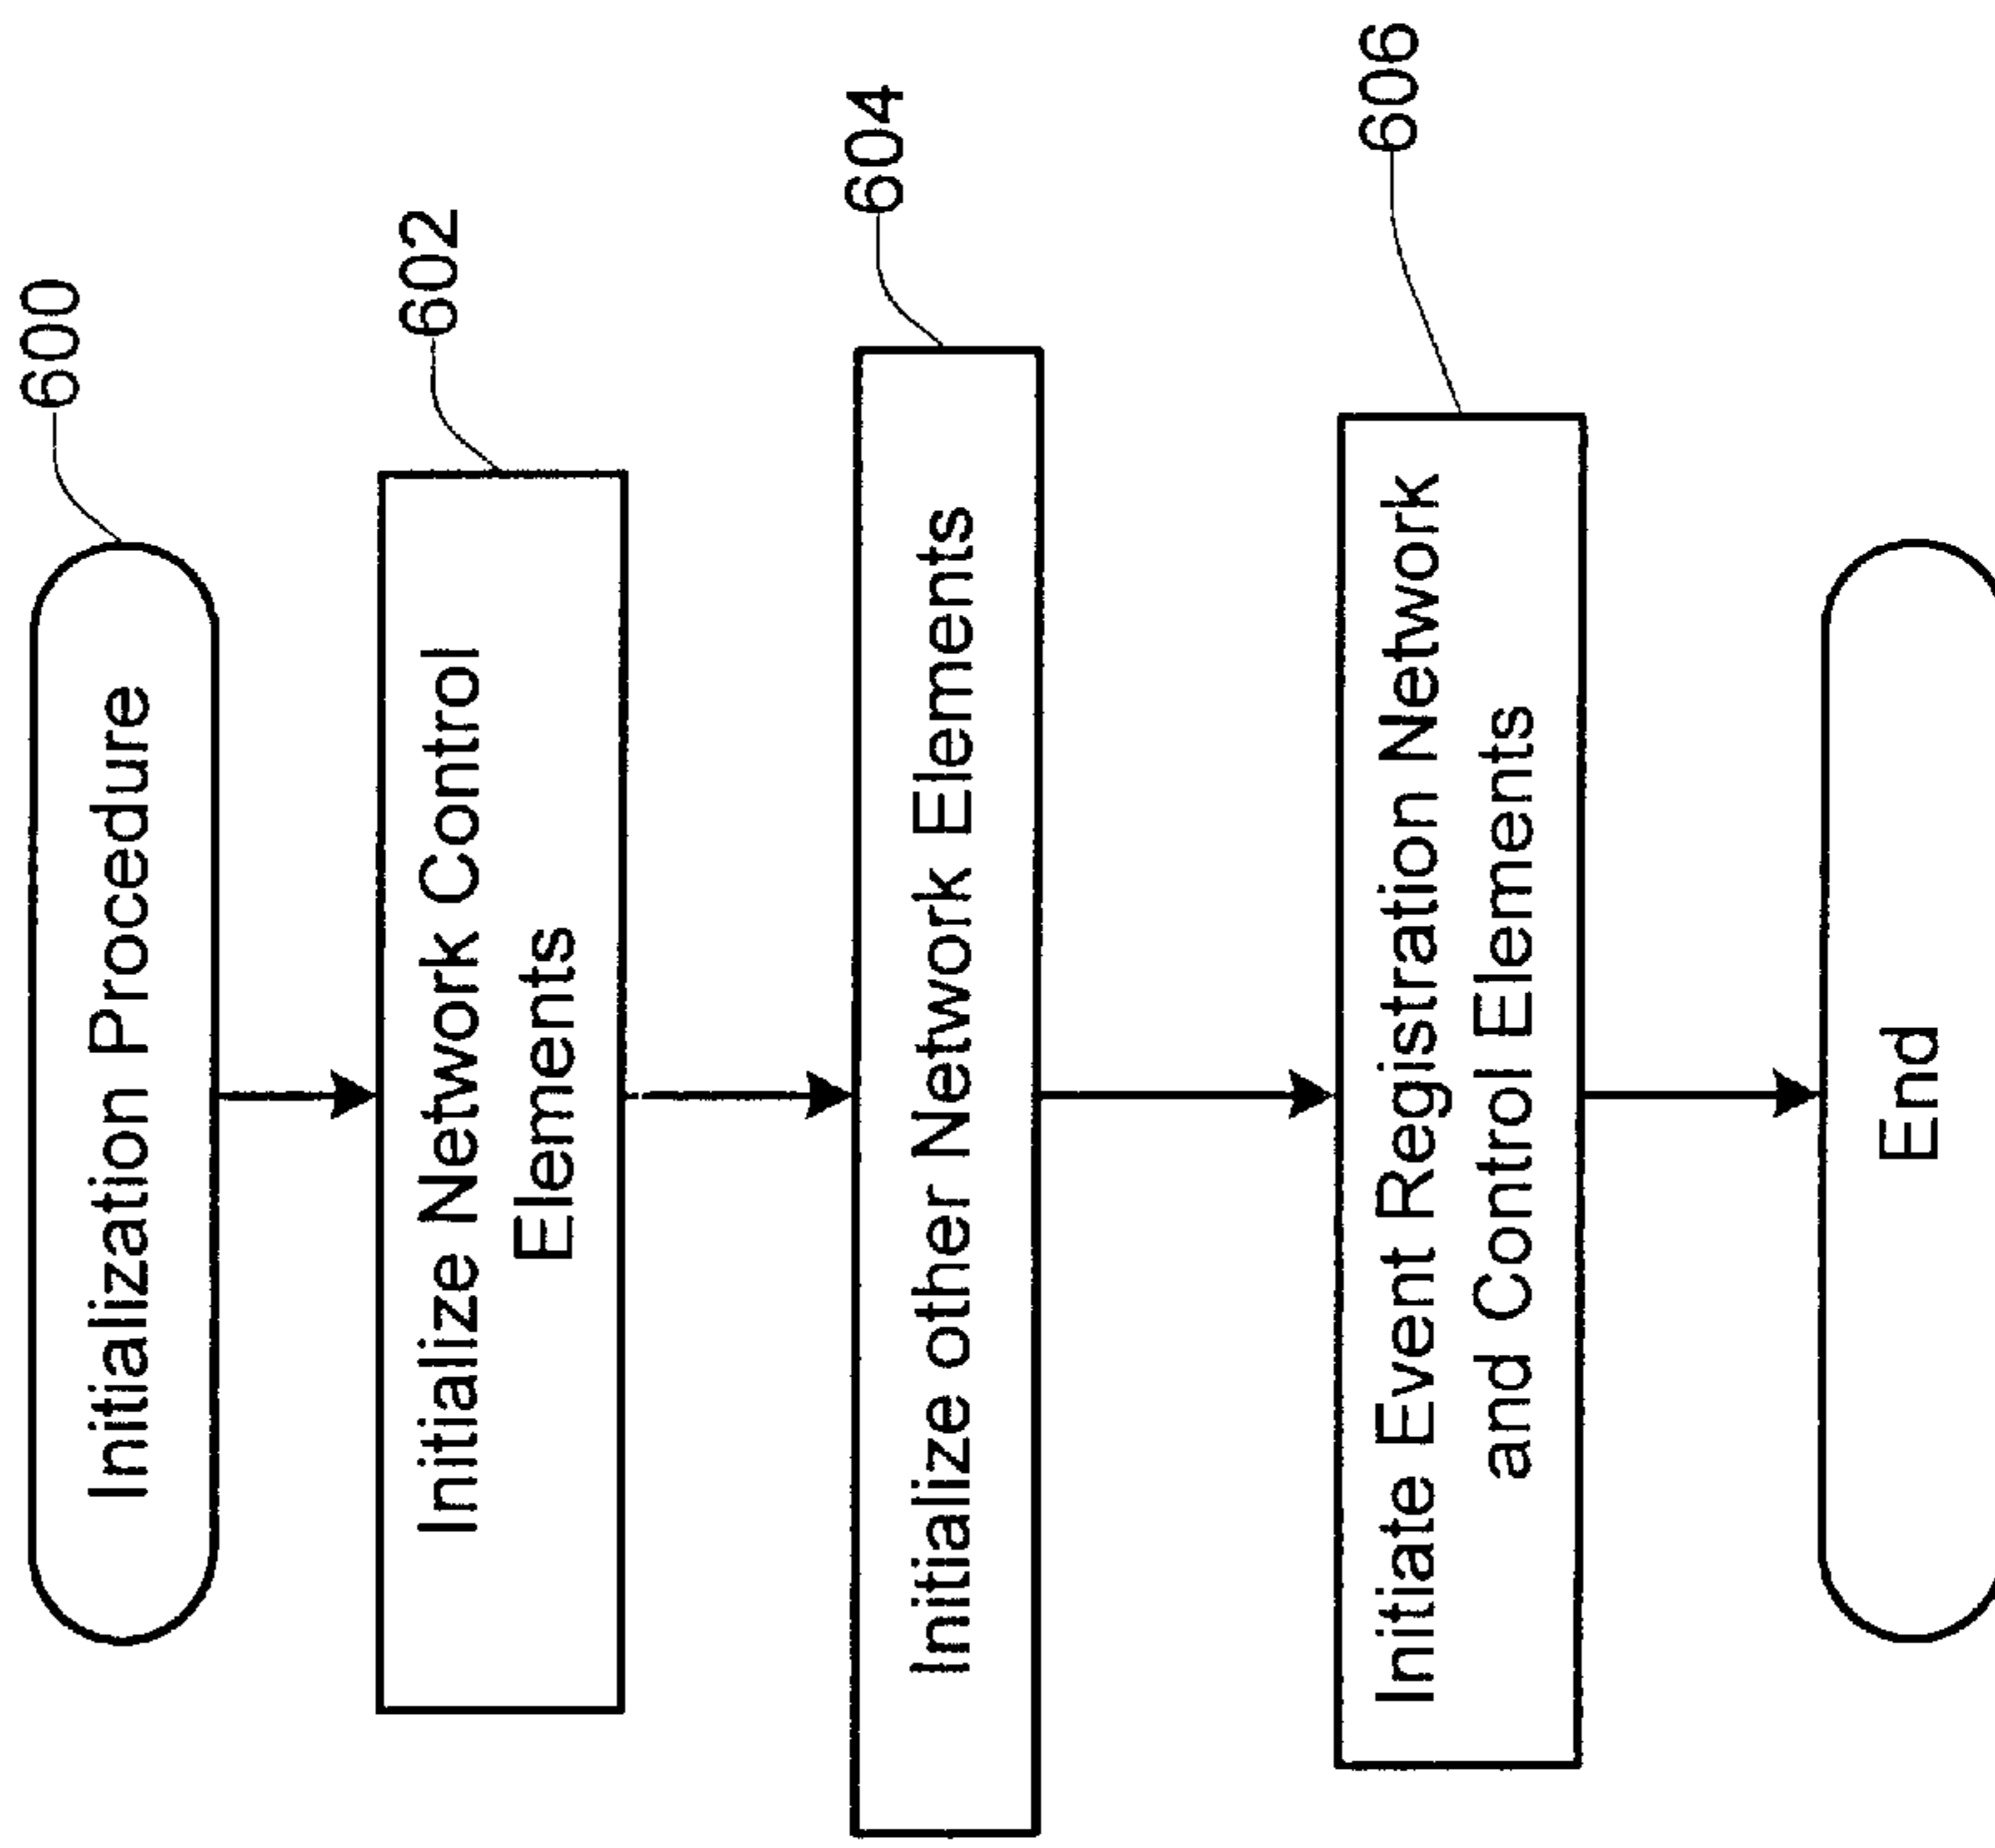 600
Initialization Procedure
602
Initialize Network Control
Elements
604
Initialize other Network Elements
606
Initiate Event Registration Network
and Control Elements
End